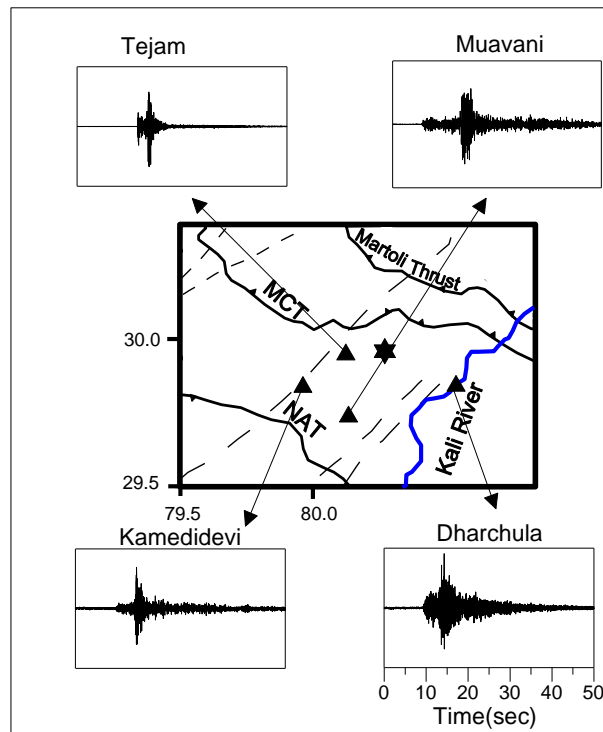 Tejam
Muavani
Martoli Thrust
MCT
30.0
NAT
Kali River
29.5
79.5
80.0
Kamedidevi
Dharchula
0 10 20 30 40 50
Time(sec)